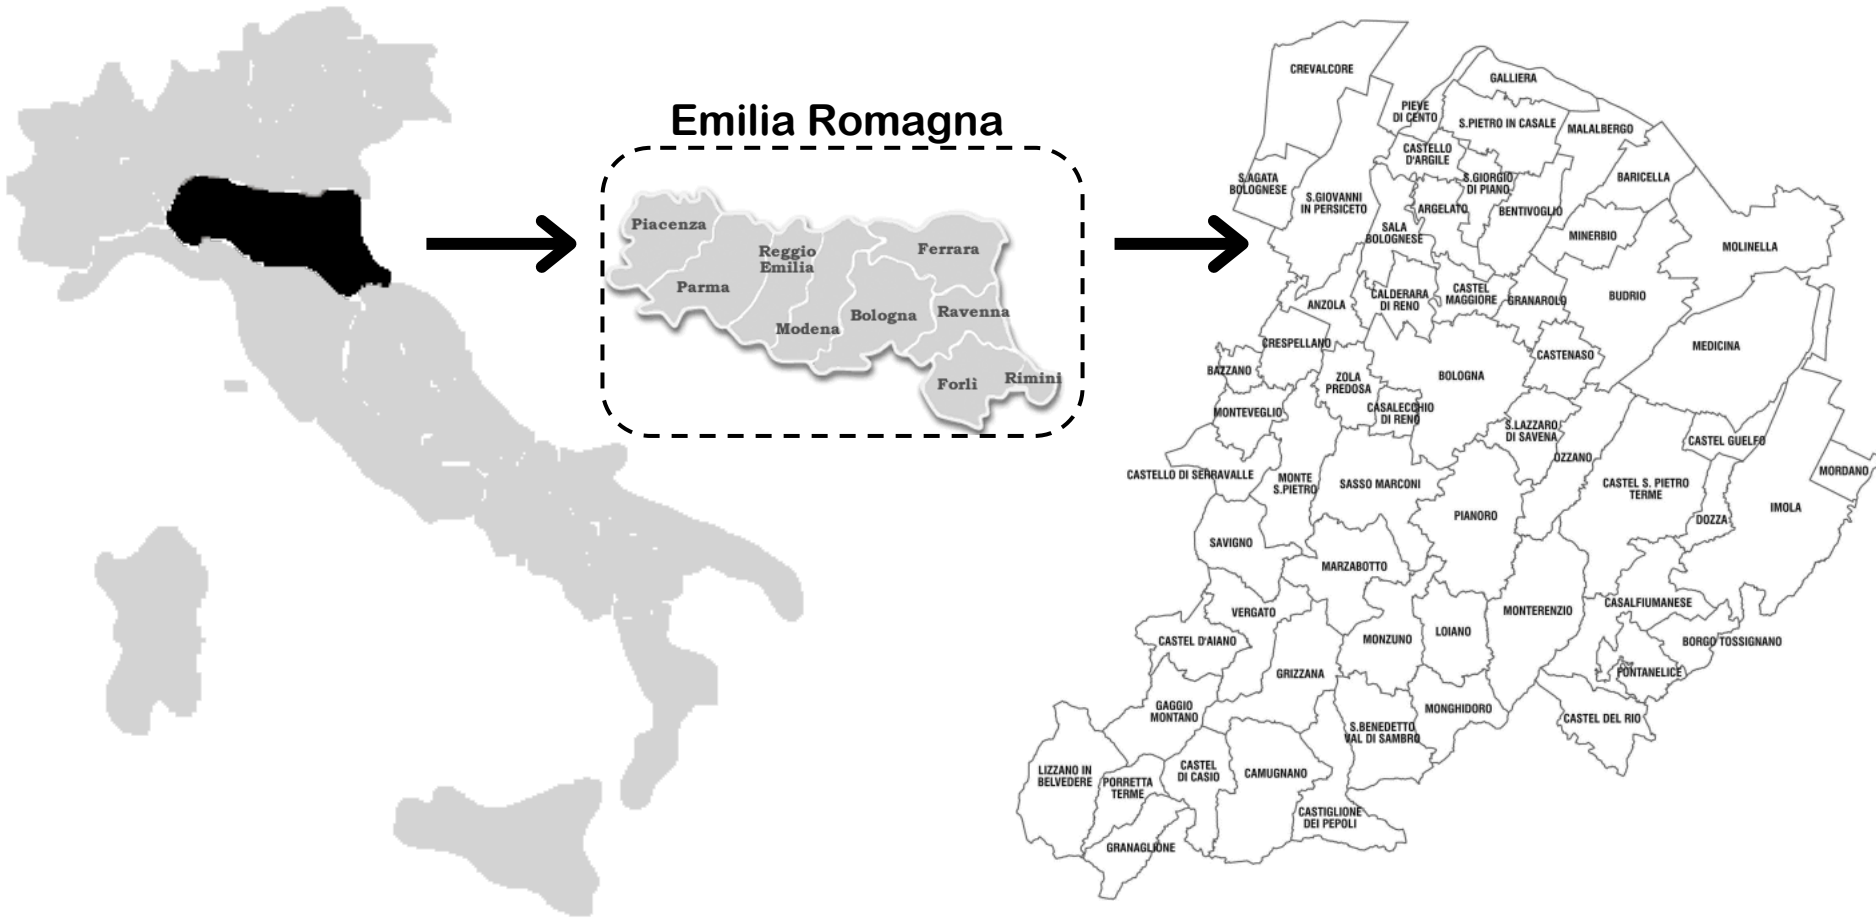 Emilia Romagna
Piacenza
Parma
Reggio
Emilia
Modena
Bologna
Ferrara
Ravenna
Forlì
Rimini
CREVALCORE
GALLIERA
PIEVE
DI CENTO
S.PIETRO IN CASALE
MALALBERGO
CASTELLO
D'ARGILE
S.AGATA
BOLOGNESE
S.GIOVANNI
IN PERSICETO
S.GIORGIO
DI PIANO
BARICELLA
ARGELATO
BENTIVOGLIO
SALA
BOLOGNESE
MINERBIO
MOLINELLA
ANZOLA
CALDERARA
DI RENO
CASTEL
MAGGIORE
GRANAROLO
BUDRIO
CRESPELLANO
CASTENASO
MEDICINA
BAZZANO
ZOLA
PREDOSA
BOLOGNA
MONTEVEGLIO
CASALECCHIO
DI RENO
S.LAZZARO
DI SAVENA
CASTEL GUELFO
OZZANO
MORDANO
CASTELLO DI SERRAVALLE
MONTE
S.PIETRO
SASSO MARCONI
CASTEL S. PIETRO
TERME
IMOLA
PIANORO
DOZZA
SAVIGNO
MARZABOTTO
VERGATO
MONTERENZIO
CASALFIUMANESE
CASTEL D'AIANO
MONZUNO
LOIANO
BORGO TOSSIGNANO
GRIZZANA
FONTANELICE
GAGGIO
MONTANO
MONGHIDORO
CASTEL DEL RIO
S.BENEDETTO
VAL DI SAMBRO
LIZZANO IN
BELVEDERE
PORRETTA
TERME
CASTEL
DI CASIO
CAMUGNANO
CASTIGLIONE
DEI PEPOLI
GRANAGLIONE